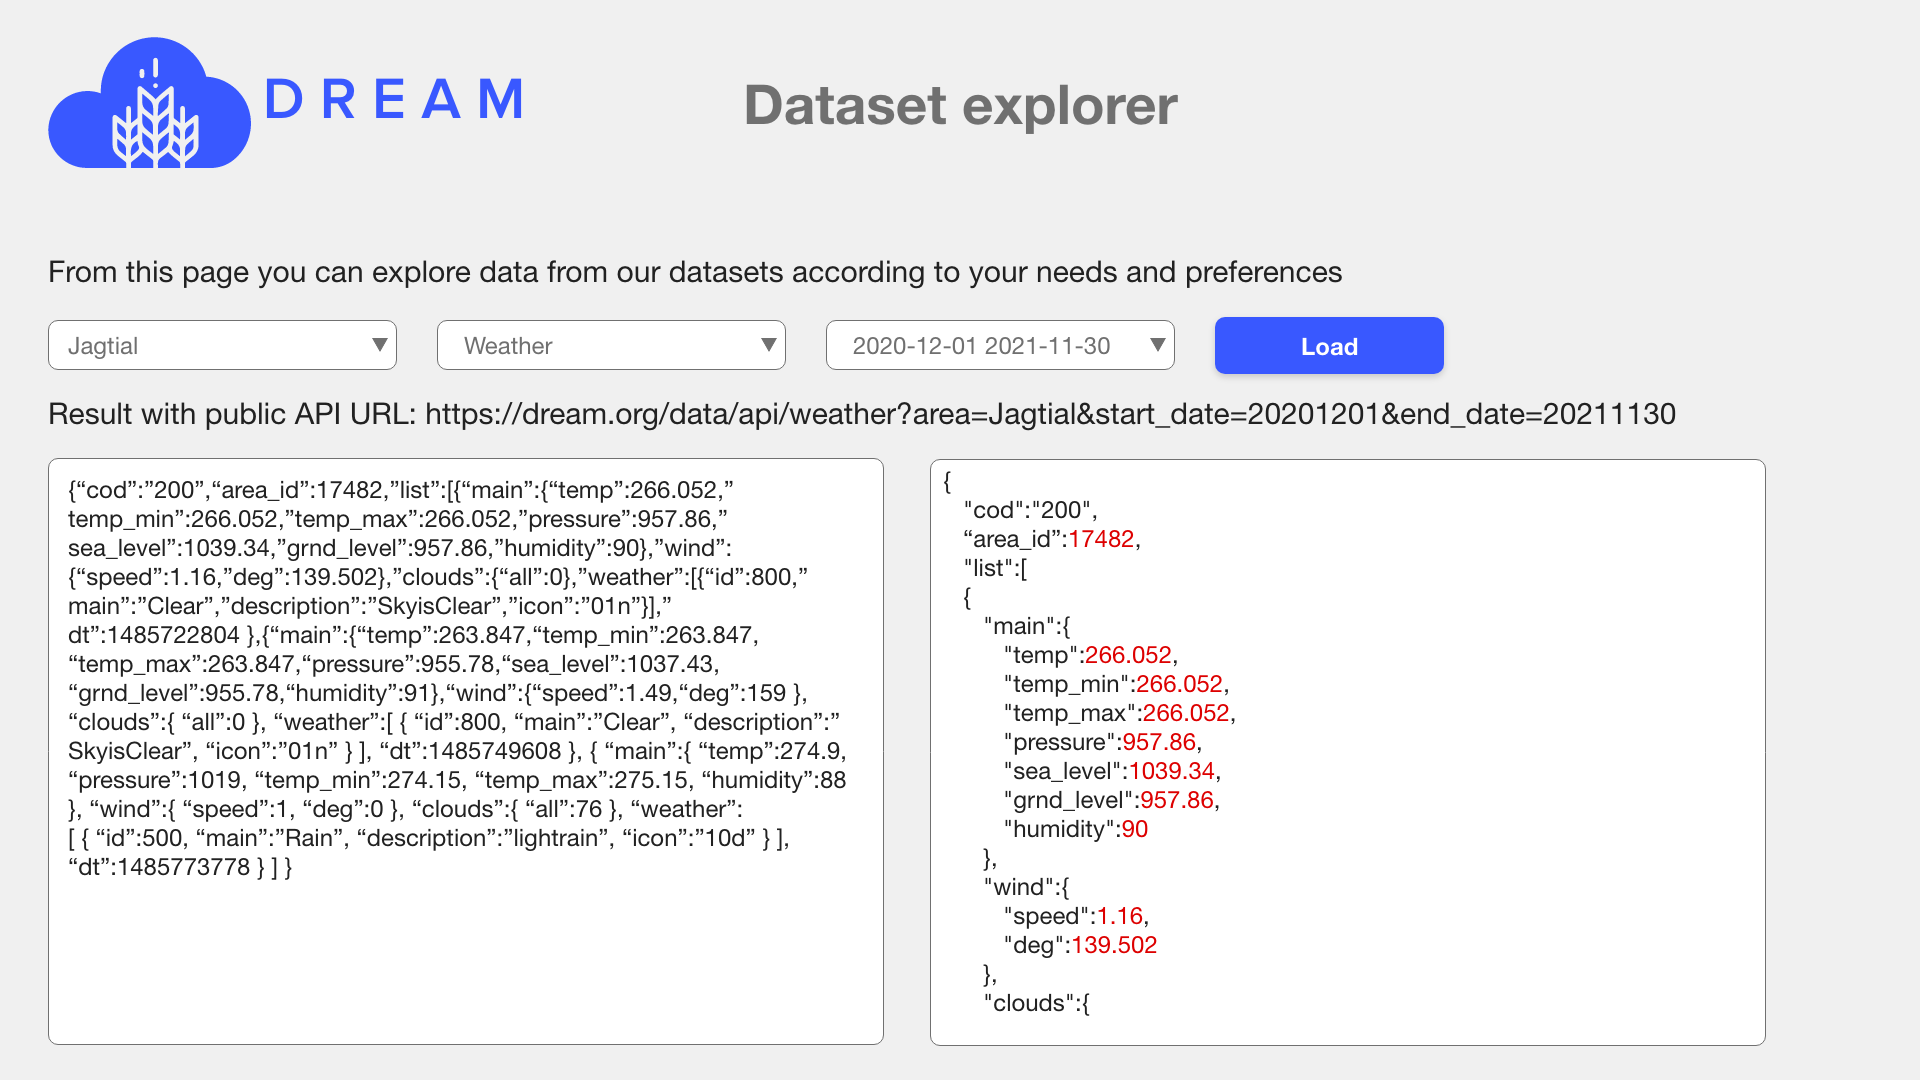 DREAM
Dataset explorer
From this page you can explore data from our datasets according to your needs and preferences
Jagtial
Weather
2020-12-01 2021-11-30
Load
Result with public API URL: https://dream.org/data/api/weather?area=Jagtial&start_date=20201201&end_date=20211130
{“cod”:”200”,“area_id”:17482,”list”:[{“main”:{“temp”:266.052,”
temp_min”:266.052,”temp_max”:266.052,”pressure”:957.86,”
sea_level”:1039.34,”grnd_level”:957.86,”humidity”:90},”wind”:
{“speed”:1.16,”deg”:139.502},”clouds”:{“all”:0},”weather”:[{“id”:800,”
main”:”Clear”,”description”:”SkyisClear”,”icon”:”01n”}],”
dt”:1485722804 },{“main”:{“temp”:263.847,“temp_min”:263.847,
“temp_max”:263.847,“pressure”:955.78,“sea_level”:1037.43,
“grnd_level”:955.78,“humidity”:91},“wind”:{“speed”:1.49,“deg”:159 },
“clouds”:{ “all”:0 }, “weather”:[ { “id”:800, “main”:”Clear”, “description”:”
SkyisClear”, “icon”:”01n” } ], “dt”:1485749608 }, { “main”:{ “temp”:274.9,
“pressure”:1019, “temp_min”:274.15, “temp_max”:275.15, “humidity”:88
}, “wind”:{ “speed”:1, “deg”:0 }, “clouds”:{ “all”:76 }, “weather”:
[ { “id”:500, “main”:”Rain”, “description”:”lightrain”, “icon”:”10d” } ],
“dt”:1485773778 } ] }
{
"cod":"200",
“area_id”:17482,
"list":[
{
"main":{
"temp":266.052,
"temp_min":266.052,
"temp_max":266.052,
"pressure":957.86,
"sea_level":1039.34,
"grnd_level":957.86,
"humidity":90
},
"wind":{
"speed":1.16,
"deg":139.502
},
"clouds":{